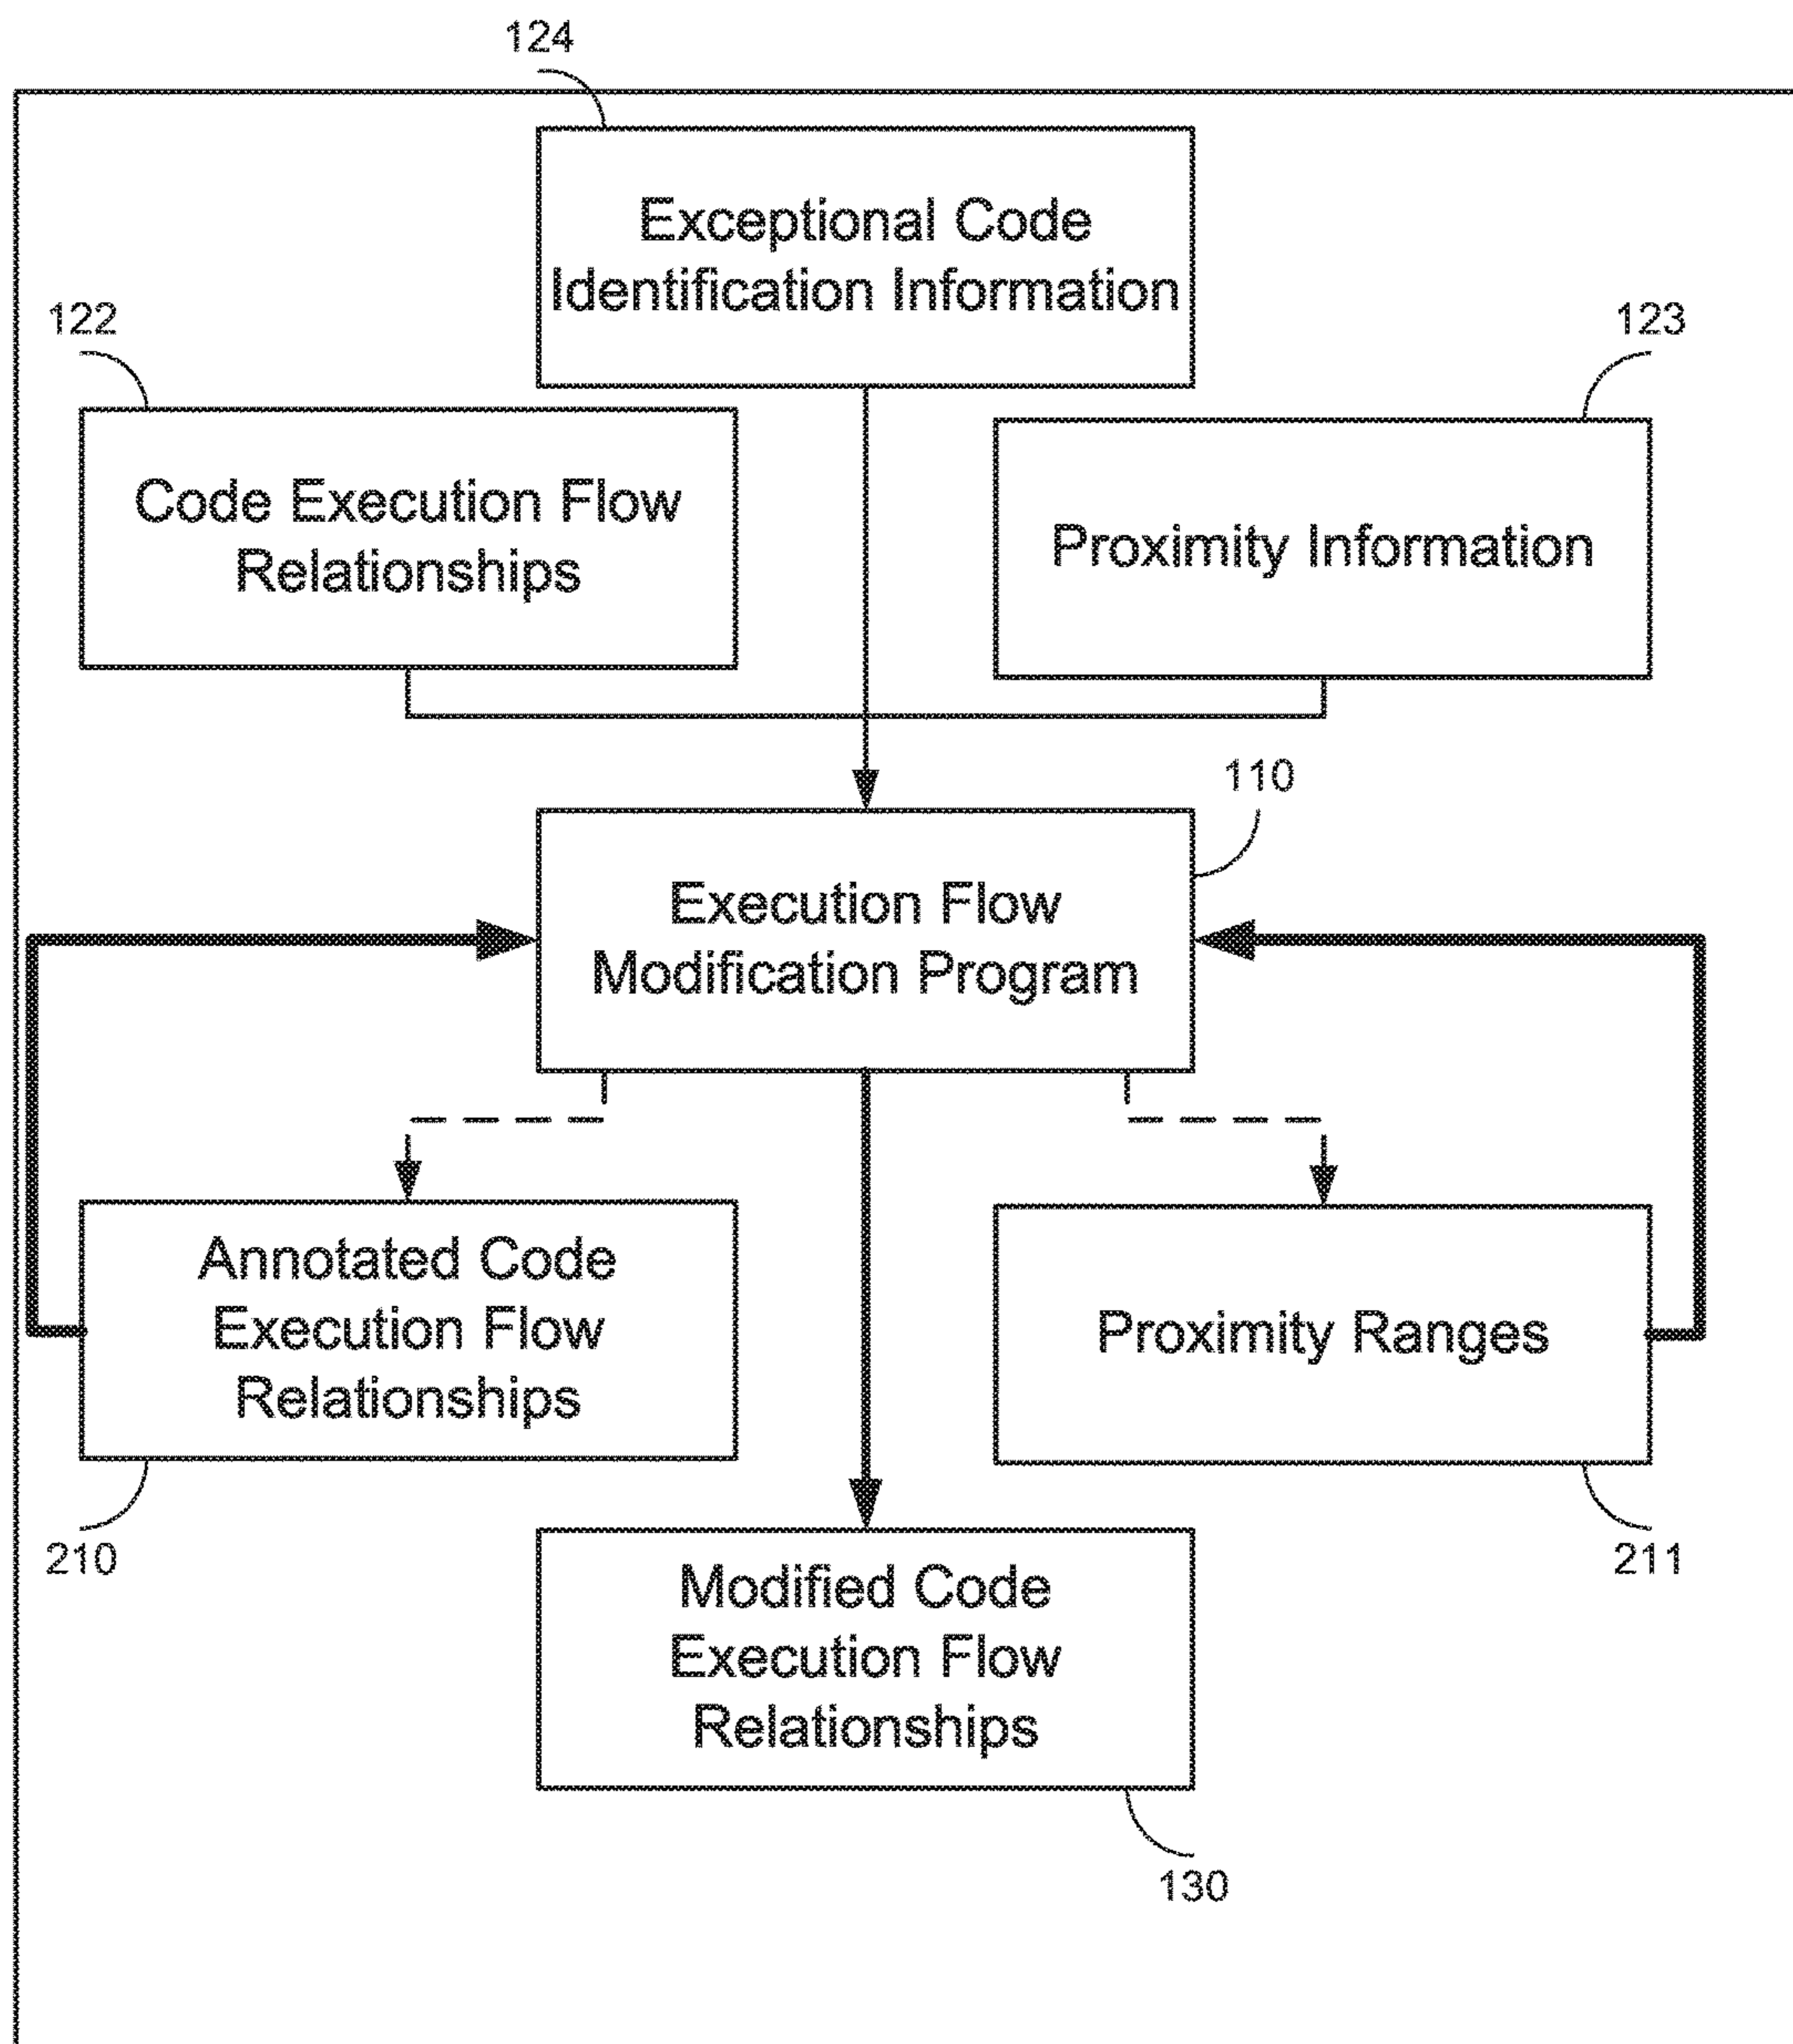 124
Exceptional Code
Identification Information
122
123
Code Execution Flow
Relationships
Proximity Information
110
Execution Flow
Modification Program
Annotated Code
Execution Flow
Relationships
Proximity Ranges
210
211
Modified Code
Execution Flow
Relationships
130